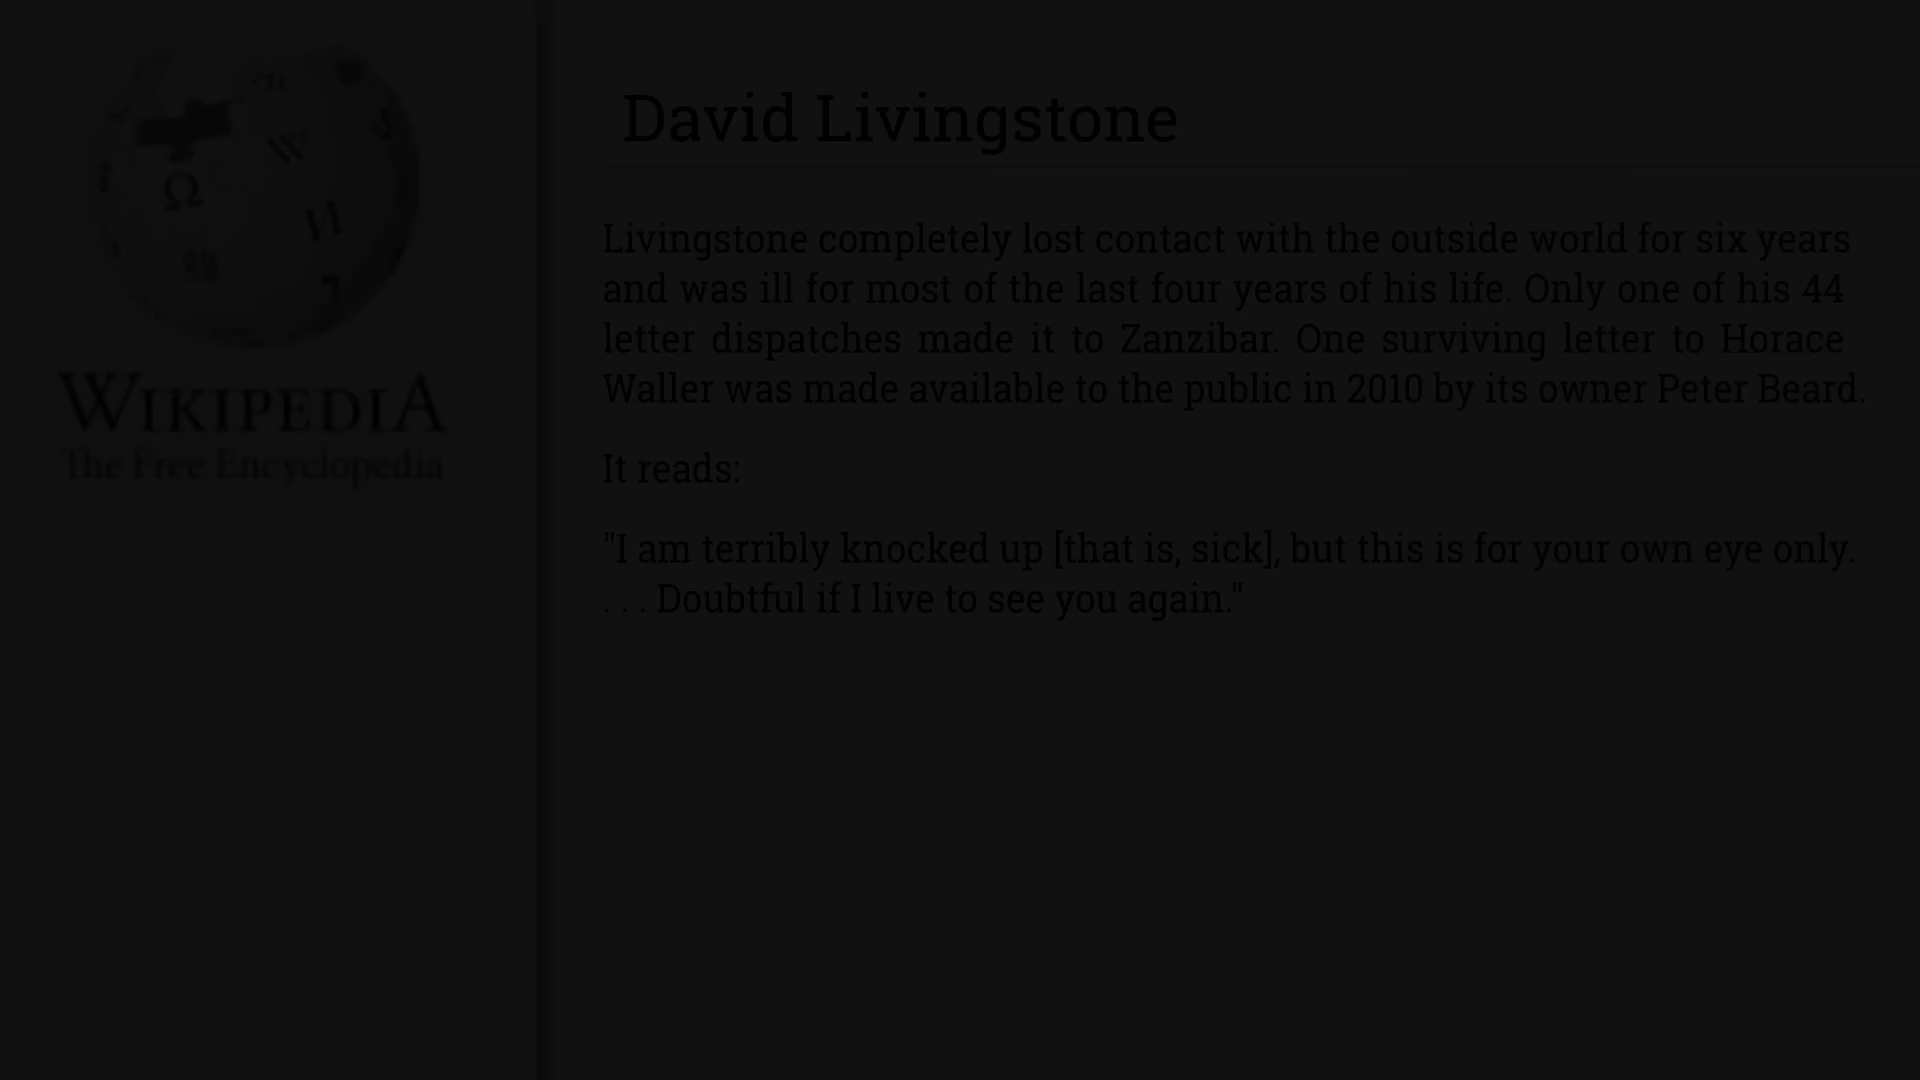 WIKIPEDIA
The Free Encyclopedia
David Livingstone
Livingstone completely lost contact with the outside world for six years
and was ill for most of the last four years of his life. Only one of his 44
letter dispatches made it to Zanzibar. One surviving letter to Horace
Waller was made available to the public in 2010 by its owner Peter Beard.
It reads:
"I am terribly knocked up [that is, sick], but this is for your own eye only.
. . . Doubtful if I live to see you again."